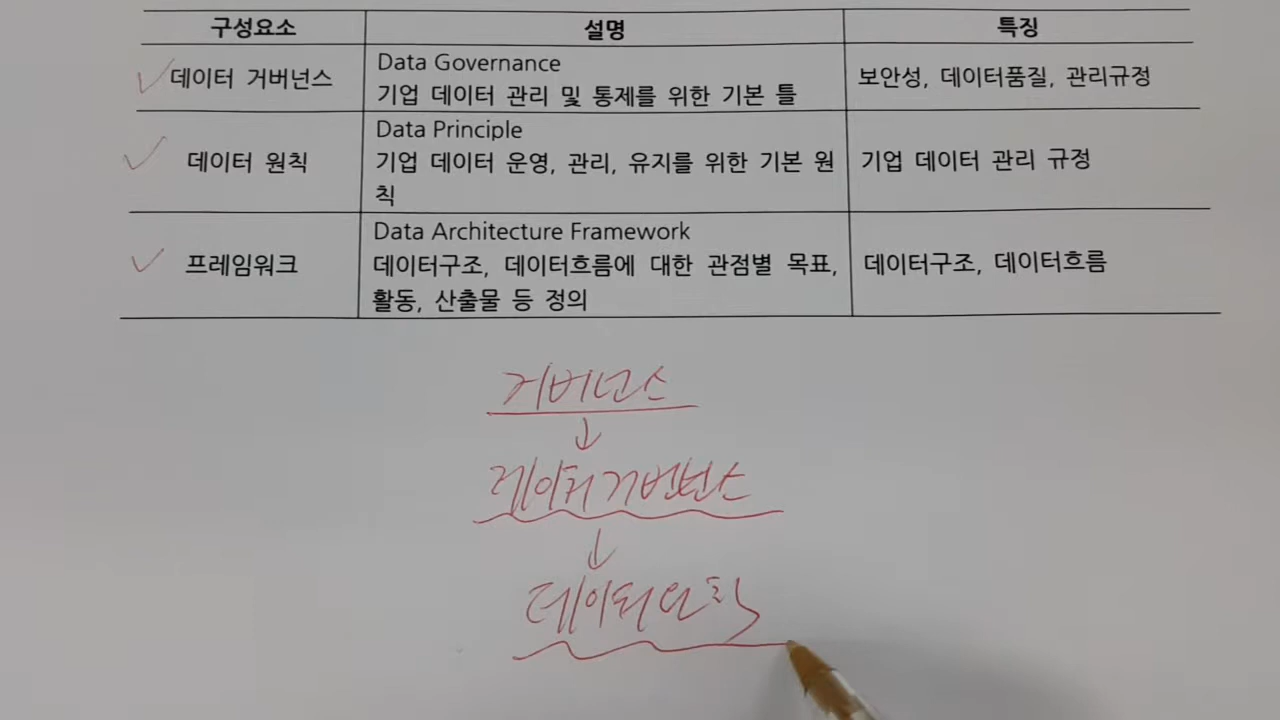 구성요소 설명 특징
데이터 거버넌스
Data Governance
기업 데이터 관리 및 통제를 위한 기본 틀
보안성, 데이터품질, 관리규정
데이터 원칙
Data Principle
기업 데이터 운영, 관리, 유지를 위한 기본 원
칙
기업 데이터 관리 규정
프레임워크
Data Architecture Framework
데이터구조, 데이터흐름에 대한 관점별 목표,
활동, 산출물 등 정의
데이터구조, 데이터흐름
거버넌스
데이터거버넌스
데이터